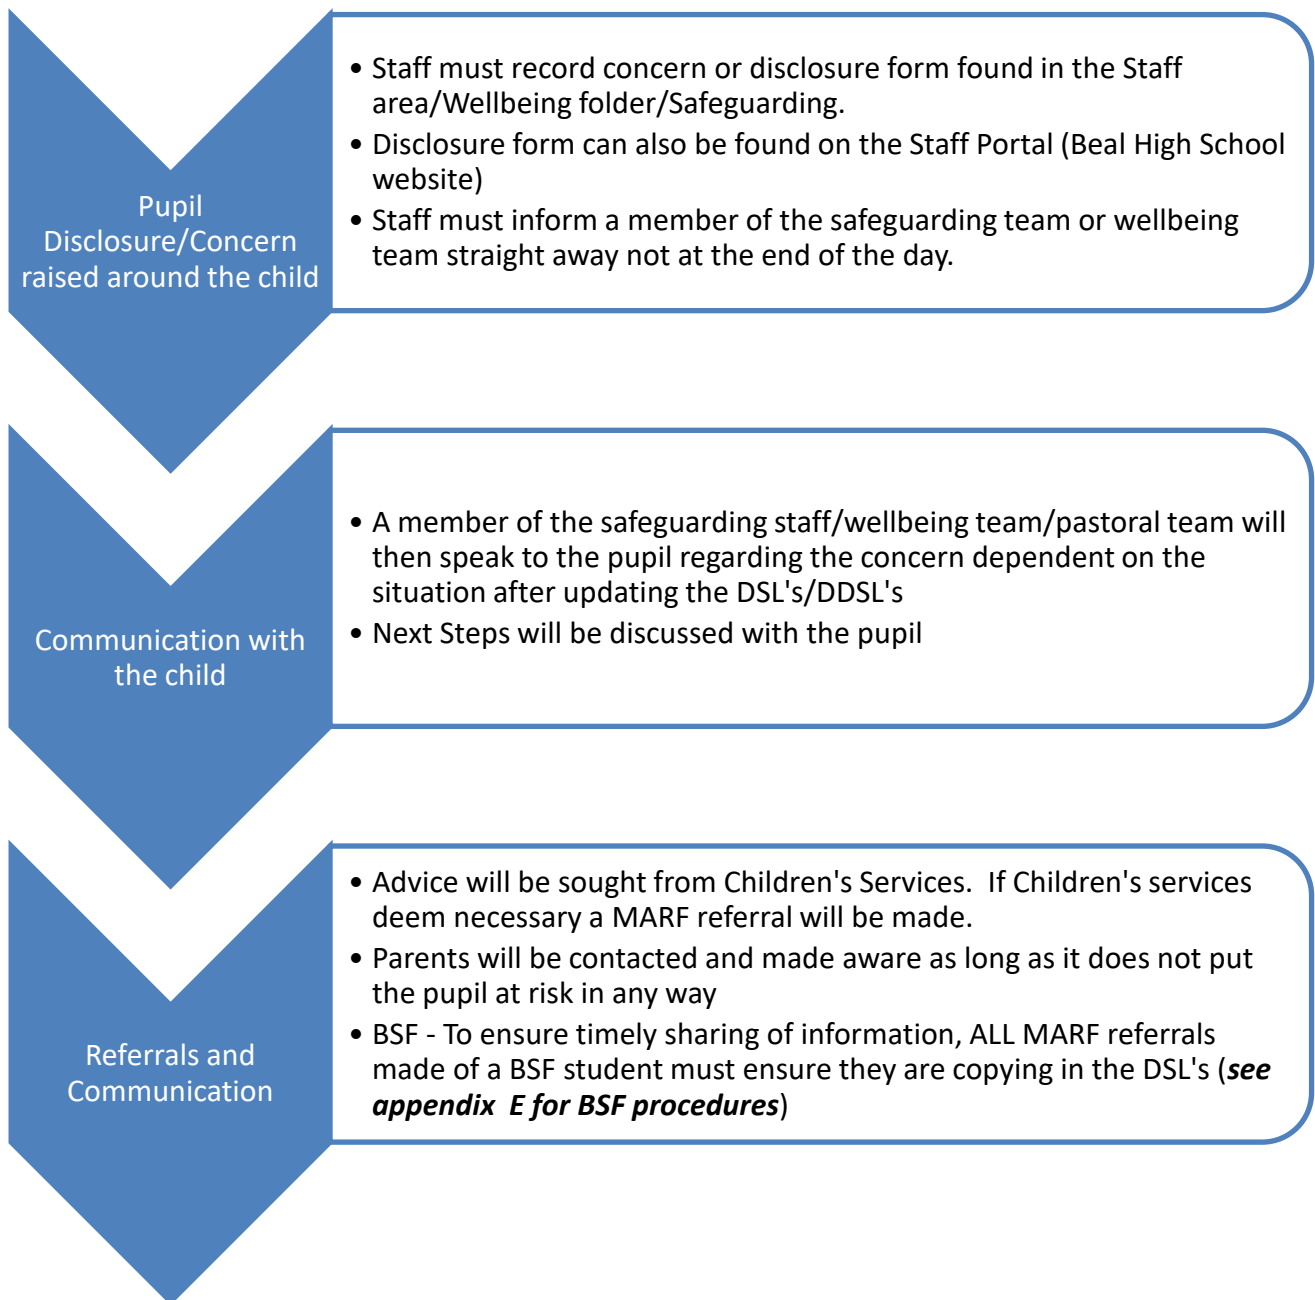 Pupil
Disclosure/Concern
raised around the child
• Staff must record concern or disclosure form found in the Staff
area/Wellbeing folder/Safeguarding.
• Disclosure form can also be found on the Staff Portal (Beal High School
website)
• Staff must inform a member of the safeguarding team or wellbeing
team straight away not at the end of the day.
Communication with
the child
• A member of the safeguarding staff/wellbeing team/pastoral team will
then speak to the pupil regarding the concern dependent on the
situation after updating the DSL's/DDSL's
• Next Steps will be discussed with the pupil
Referrals and
Communication
• Advice will be sought from Children's Services.  If Children's services
deem necessary a MARF referral will be made.
• Parents will be contacted and made aware as long as it does not put
the pupil at risk in any way
• BSF - To ensure timely sharing of information, ALL MARF referrals
made of a BSF student must ensure they are copying in the DSL's (see
appendix  E for BSF procedures)